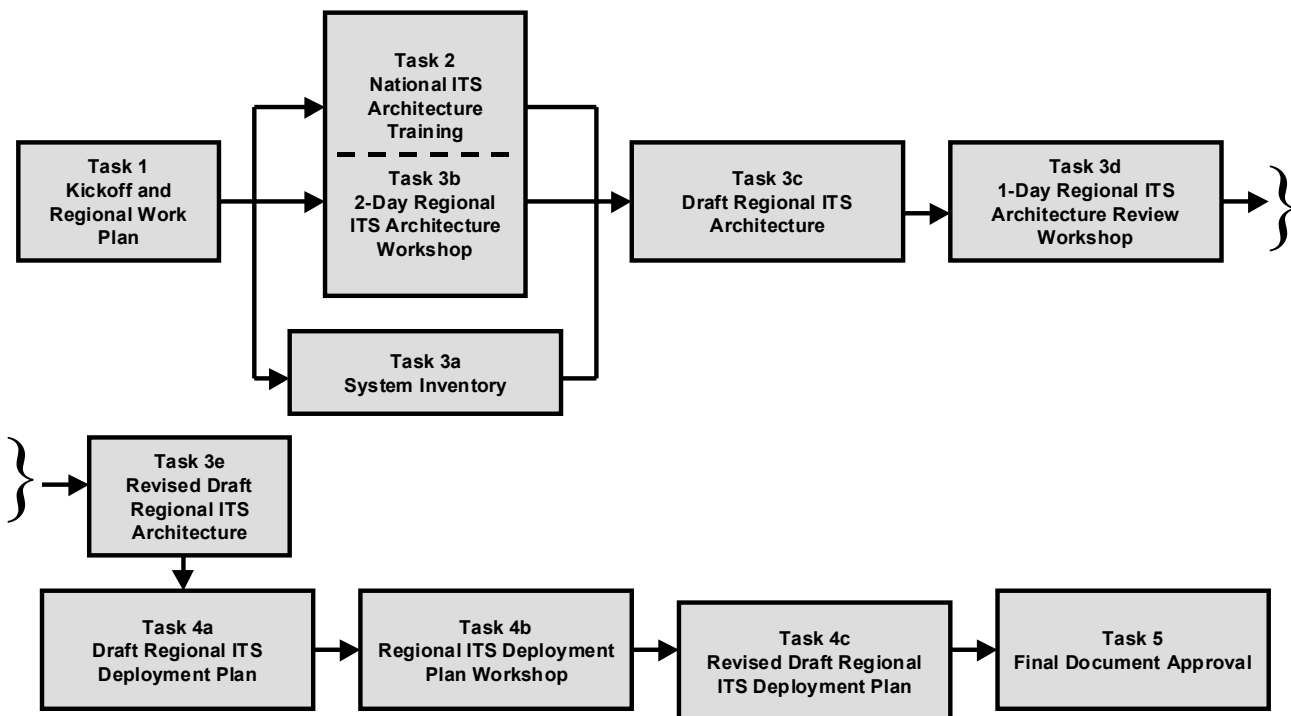 Task 1
Kickoff and
Regional Work
Plan
Task 2
National ITS
Architecture
Training
Task 3b
2-Day Regional
ITS Architecture
Workshop
Task 3a
System Inventory
Task 3c
Draft Regional ITS
Architecture
Task 3d
1-Day Regional ITS
Architecture Review
Workshop
}
}
Task 3e
Revised Draft
Regional ITS
Architecture
Task 4a
Draft Regional ITS
Deployment Plan
Task 4b
Regional ITS Deployment
Plan Workshop
Task 4c
Revised Draft Regional
ITS Deployment Plan
Task 5
Final Document Approval